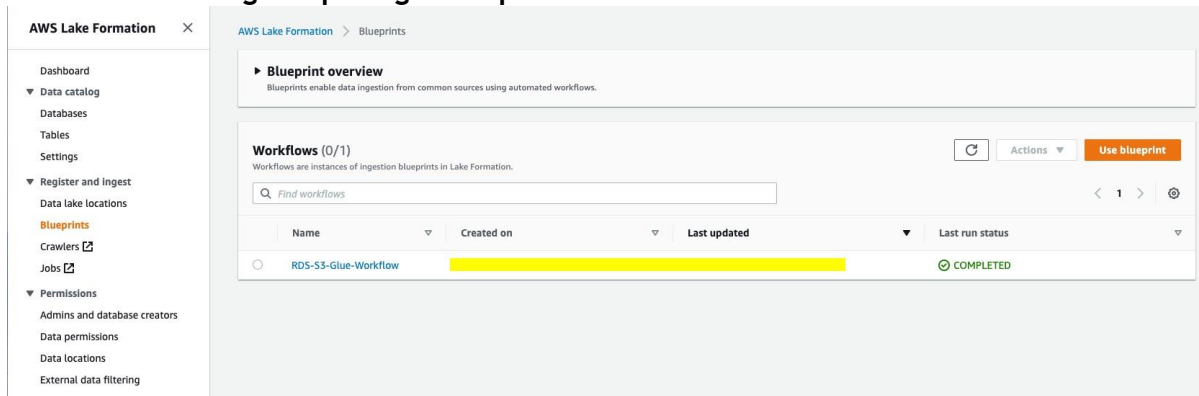 AWS Lake Formation
Dashboard
Data catalog
Databases
Tables
Settings
Register and ingest
Data lake locations
Blueprints
Crawlers
Jobs
Permissions
Admins and database creators
Data permissions
Data locations
External data filtering
AWS Lake Formation > Blueprints
Blueprint overview
Blueprints enable data ingestion from common sources using automated workflows.
Workflows (0/1)
Workflows are instances of ingestion blueprints in Lake Formation.
Actions
Use blueprint
Find workflows
< 1 >
Name Created on Last updated Last run status
RDS-S3-Glue-Workflow COMPLETED